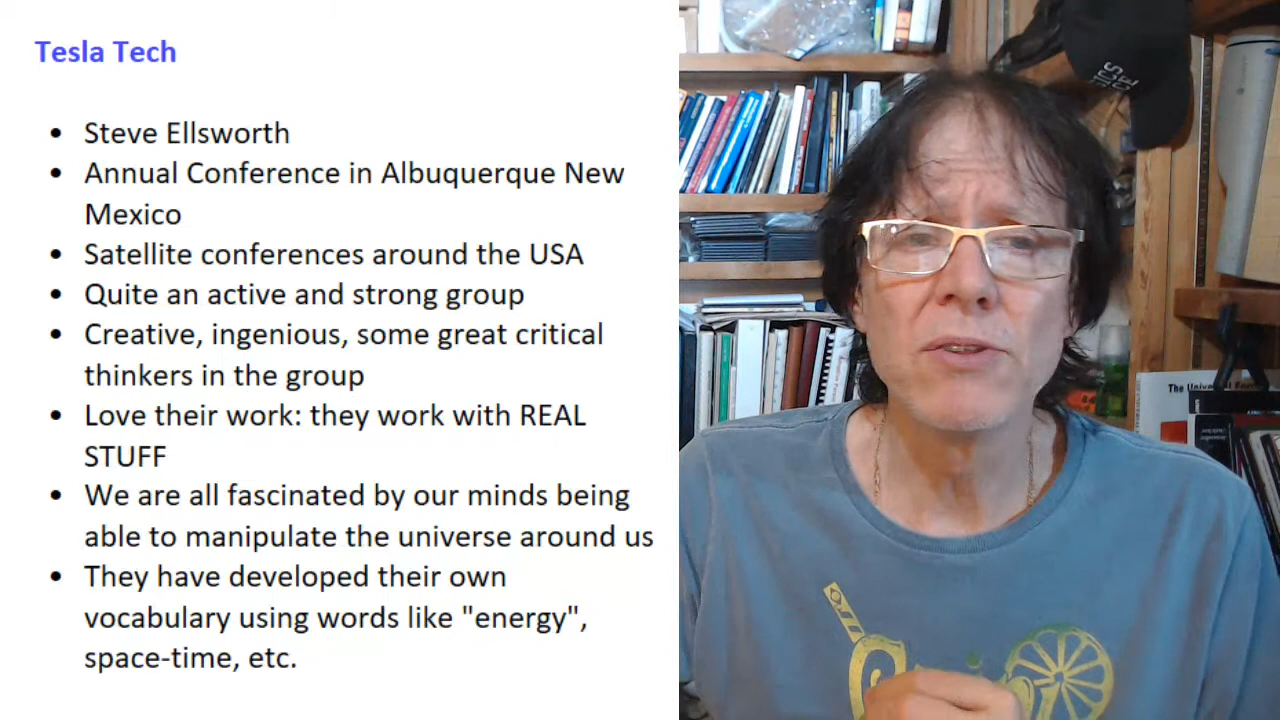 Tesla Tech
• Steve Ellsworth
• Annual Conference in Albuquerque New
Mexico
• Satellite conferences around the USA
• Quite an active and strong group
• Creative, ingenious, some great critical
thinkers in the group
• Love their work: they work with REAL
STUFF
• We are all fascinated by our minds being
able to manipulate the universe around us
• They have developed their own
vocabulary using words like "energy",
space-time, etc.
The